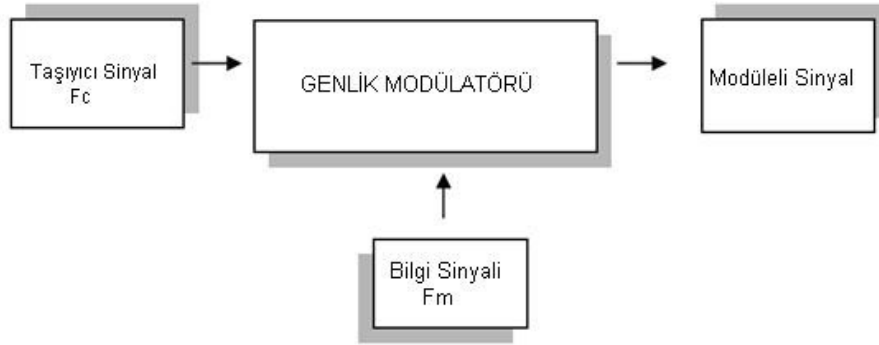 Taşıyıcı Sinyal
Fc
GENLİK MODÜLATÖRÜ
Modüleli Sinyal
Bilgi Sinyali
Fm